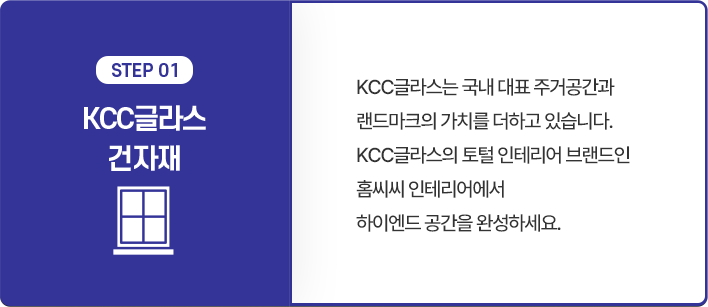 STEP 01
KCC글라스
건자재
KCC글라스는 국내 대표 주거공간과
랜드마크의 가치를 더하고 있습니다.
KCC글라스의 토털 인테리어 브랜드인
홈씨씨 인테리어에서
하이엔드 공간을 완성하세요.